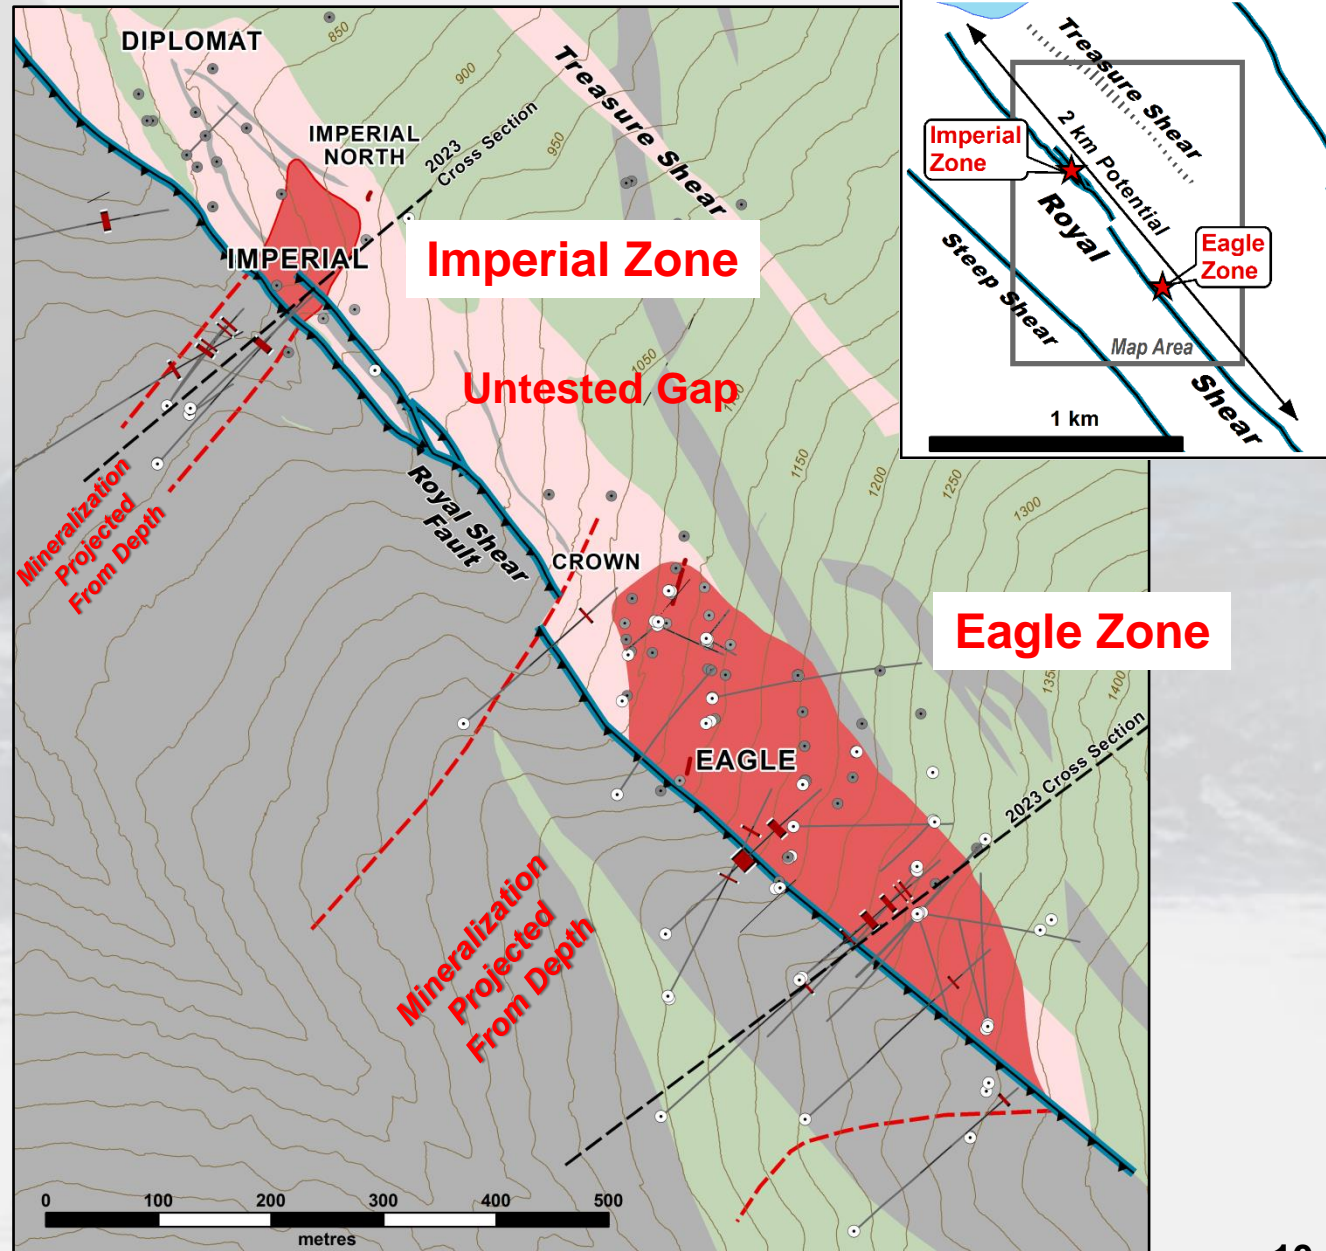 DIPLOMAT
850
900
950
Treasure Shear
IMPERIAL
NORTH
2023
Cross Section
IMPERIAL
Imperial Zone
Untested Gap
1050
1100
1150
1200
1250
1300
1350
1400
Mineralization
Projected
From Depth
Royal Shear
Fault
CROWN
Eagle Zone
EAGLE
2023 Cross Section
Mineralization
Projected
From Depth
0 100 200 300 400 500
metres
Treasure Shear
Imperial
Zone
2 km Potential
Royal
Shear
Eagle
Zone
Steep Shear
Map Area
1 km